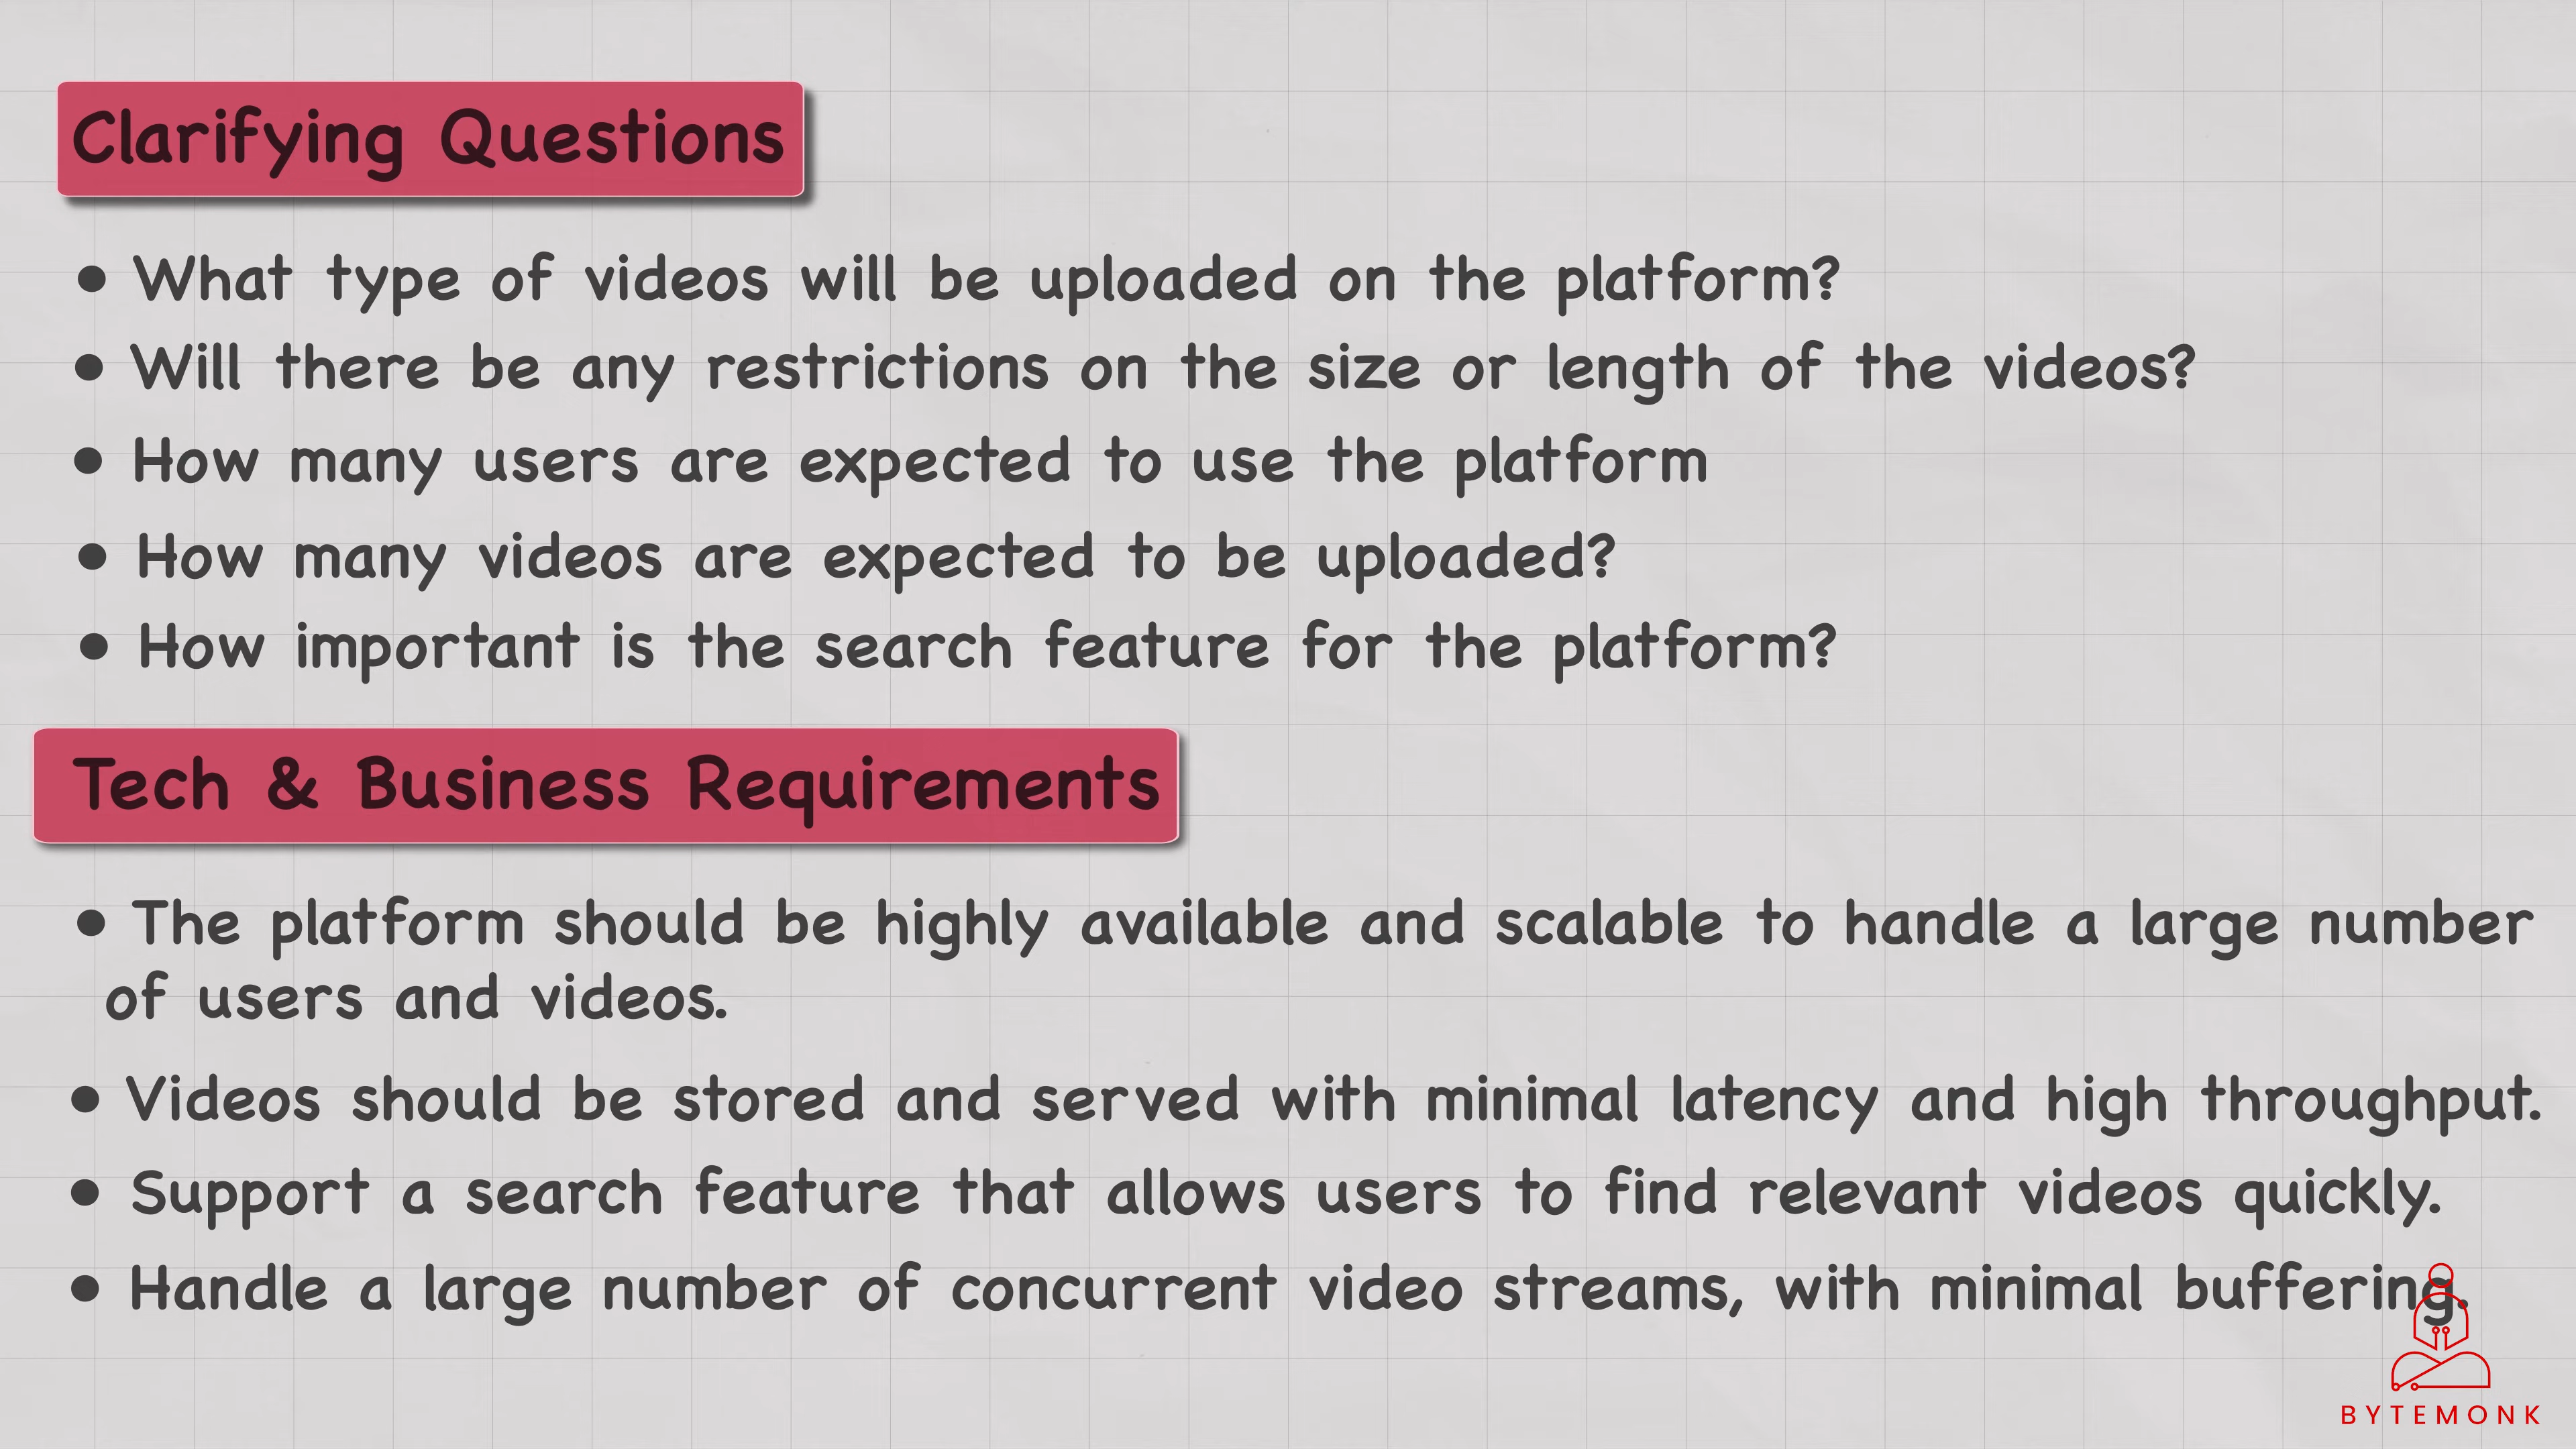 Clarifying Questions
● What type of videos will be uploaded on the platform?
● Will there be any restrictions on the size or length of the videos?
● How many users are expected to use the platform
● How many videos are expected to be uploaded?
● How important is the search feature for the platform?
Tech & Business Requirements
● The platform should be highly available and scalable to handle a large number
of users and videos.
● Videos should be stored and served with minimal latency and high throughput.
● Support a search feature that allows users to find relevant videos quickly.
● Handle a large number of concurrent video streams, with minimal buffering.
BYTEMONK